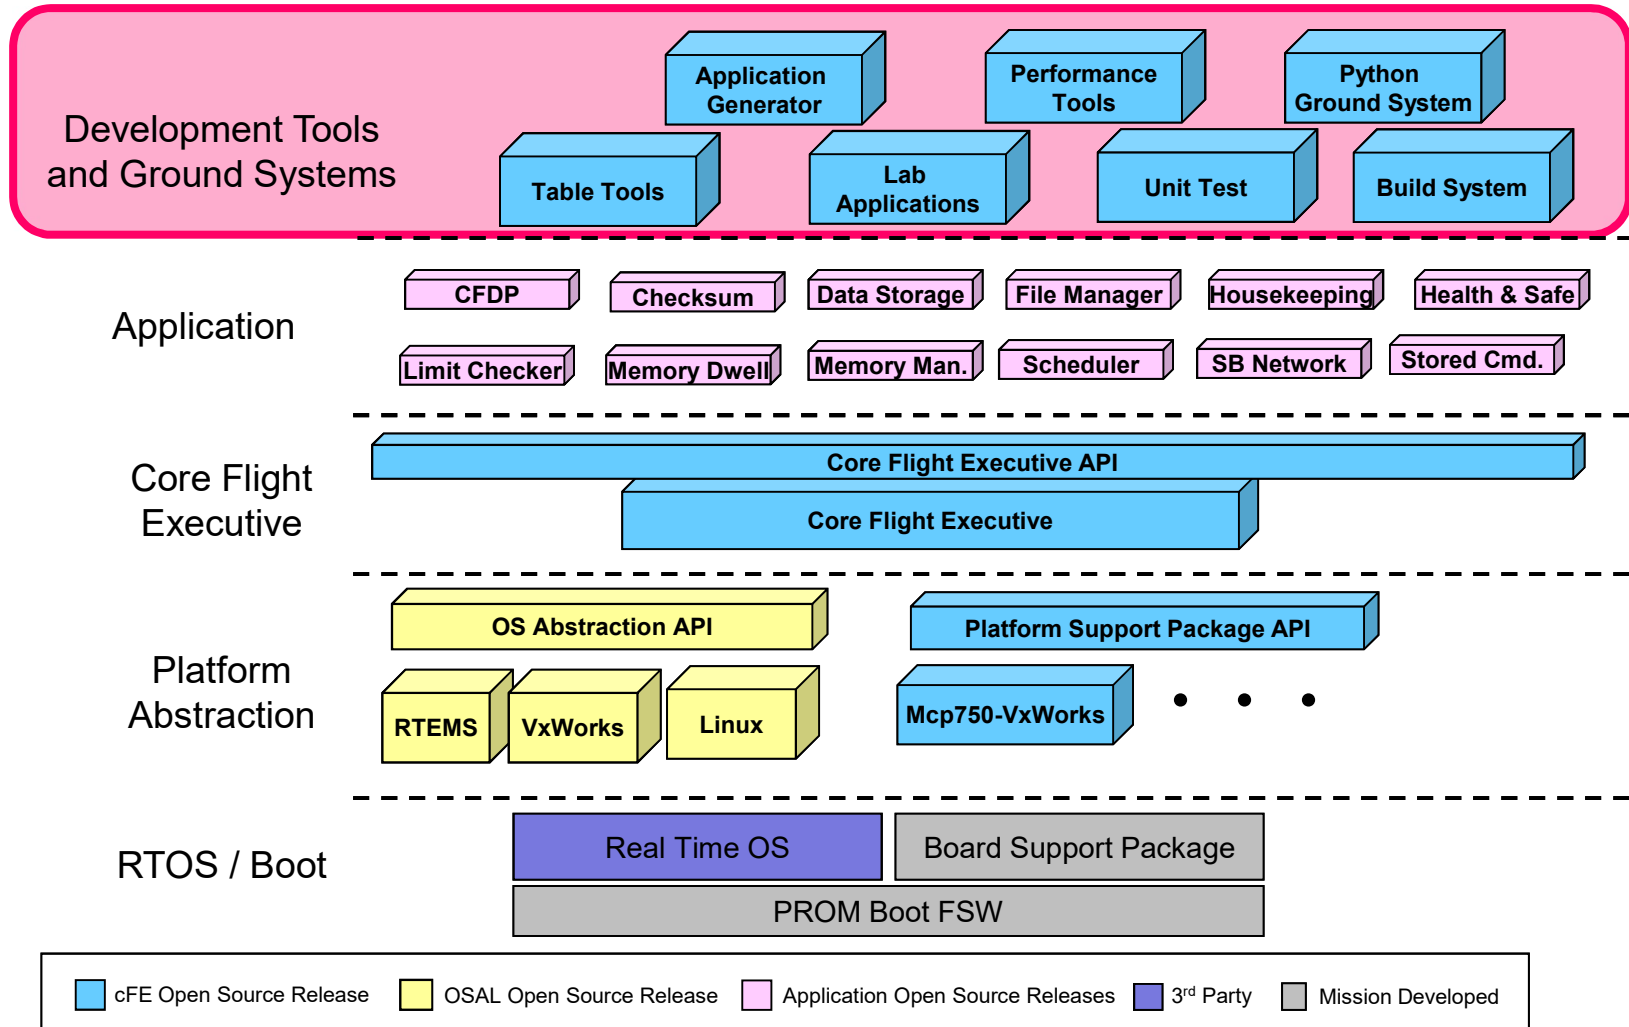 Development Tools
and Ground Systems
Application
Generator
Performance
Tools
Python
Ground System
Table Tools
Lab
Applications
Unit Test
Build System
Application
CFDP
Checksum
Data Storage
File Manager
Housekeeping
Health & Safe
Limit Checker
Memory Dwell
Memory Man.
Scheduler
SB Network
Stored Cmd.
Core Flight
Executive
Core Flight Executive API
Core Flight Executive
Platform
Abstraction
OS Abstraction API
Platform Support Package API
RTEMS
VxWorks
Linux
Mcp750-VxWorks
• • •
RTOS / Boot
Real Time OS
Board Support Package
PROM Boot FSW
cFE Open Source Release
OSAL Open Source Release
Application Open Source Releases
3rd Party
Mission Developed